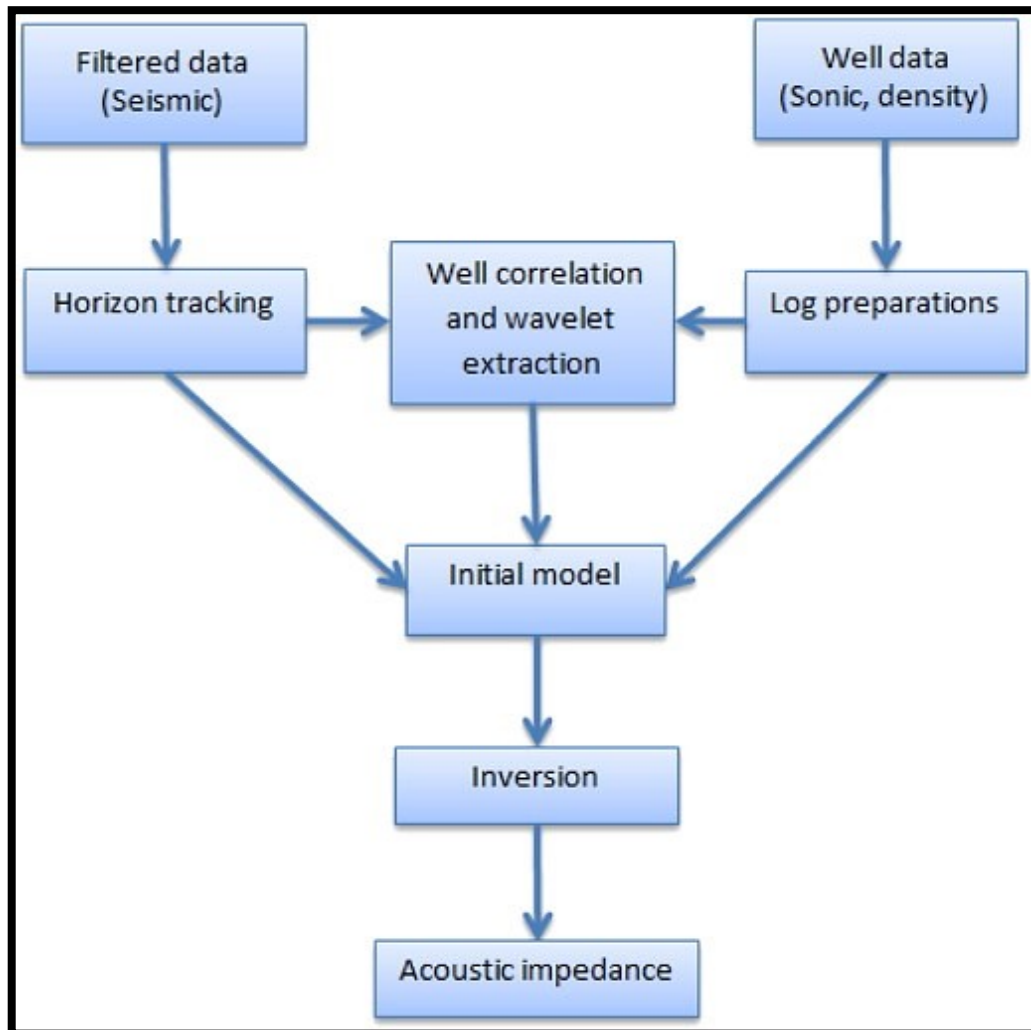 Filtered data
(Seismic)
Well data
(Sonic, density)
Horizon tracking
Well correlation
and wavelet
extraction
Log preparations
Initial model
Inversion
Acoustic impedance